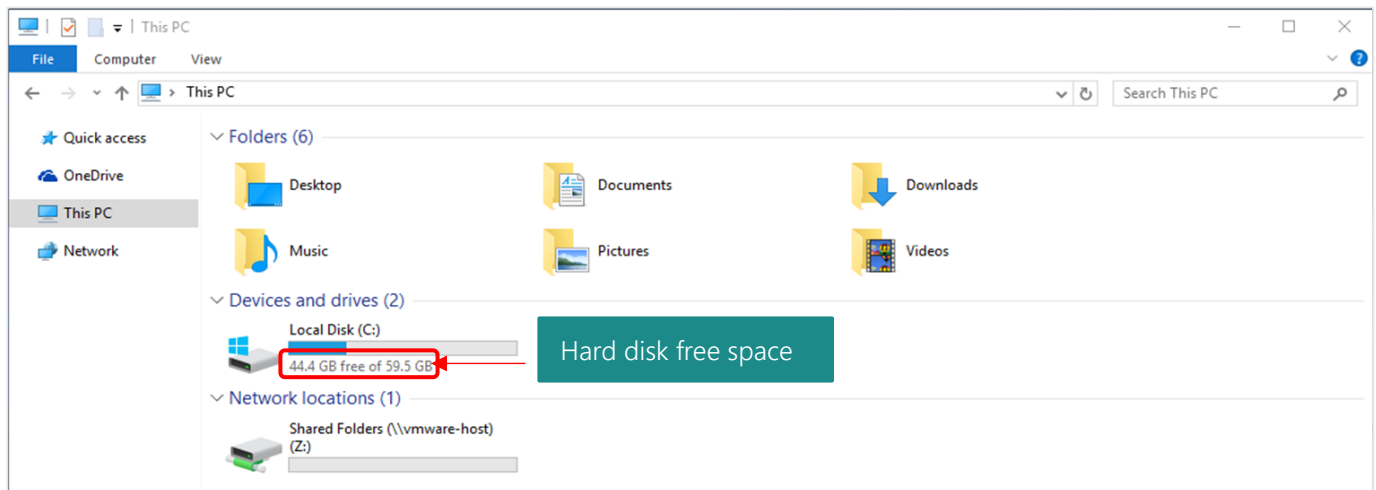 This PC
File Computer View
This PC Search This PC
Quick access
OneDrive
This PC
Network
Folders (6)
Desktop Documents Downloads
Music Pictures Videos
Devices and drives (2)
Local Disk (C:)
44.4 GB free of 59.5 GB
Hard disk free space
Network locations (1)
Shared Folders (\\vmware-host)
(Z:)